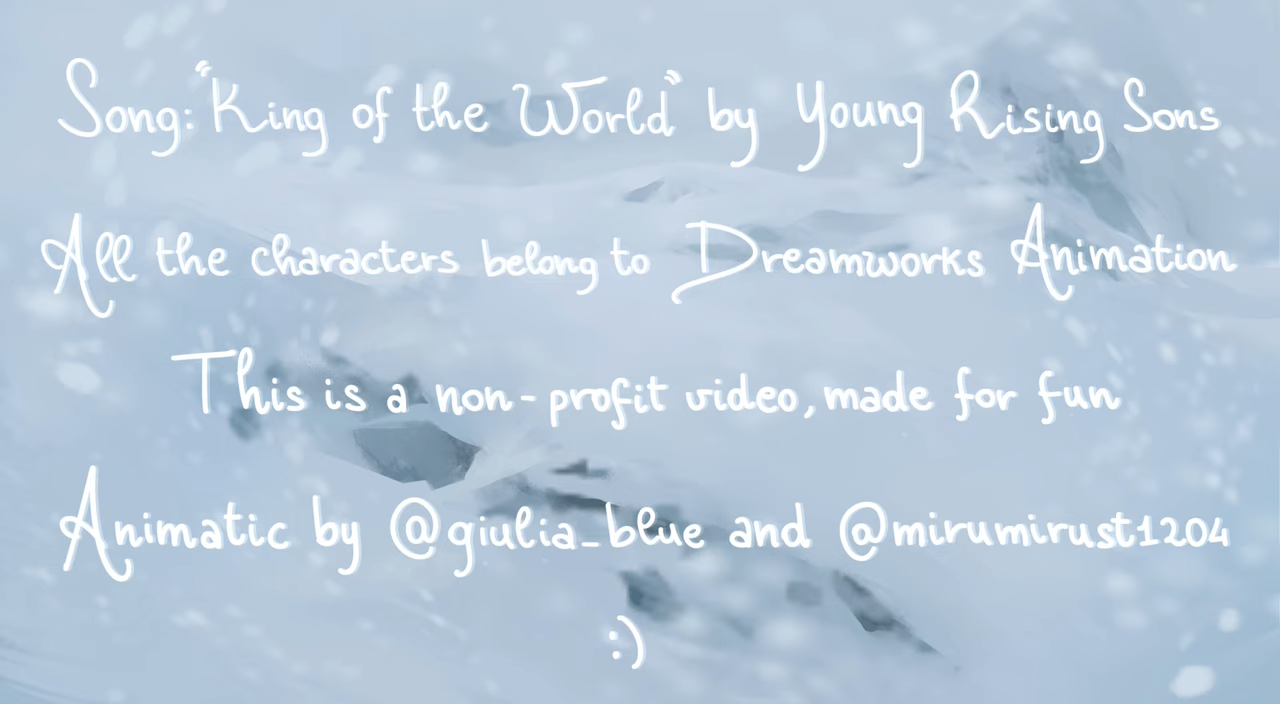 Song: "King of the World" by Young Rising Sons
All the characters belong to Dreamworks Animation
This is a non-profit video, made for fun
Animatic by @giulia_blue and @mirumirust1204
:)